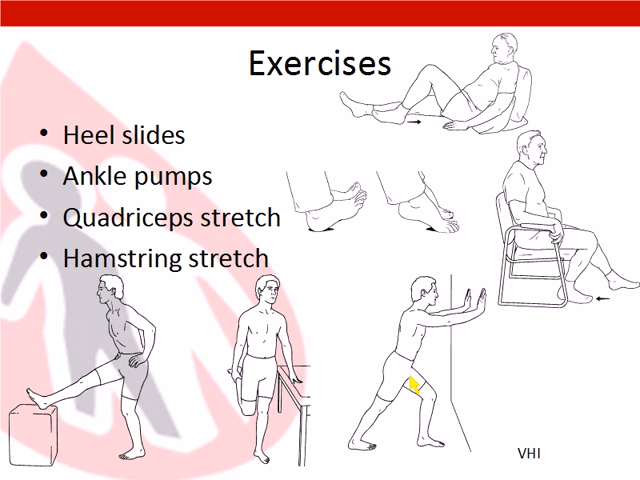 Exercises
• Heel slides
• Ankle pumps
• Quadriceps stretch
• Hamstring stretch
VHI